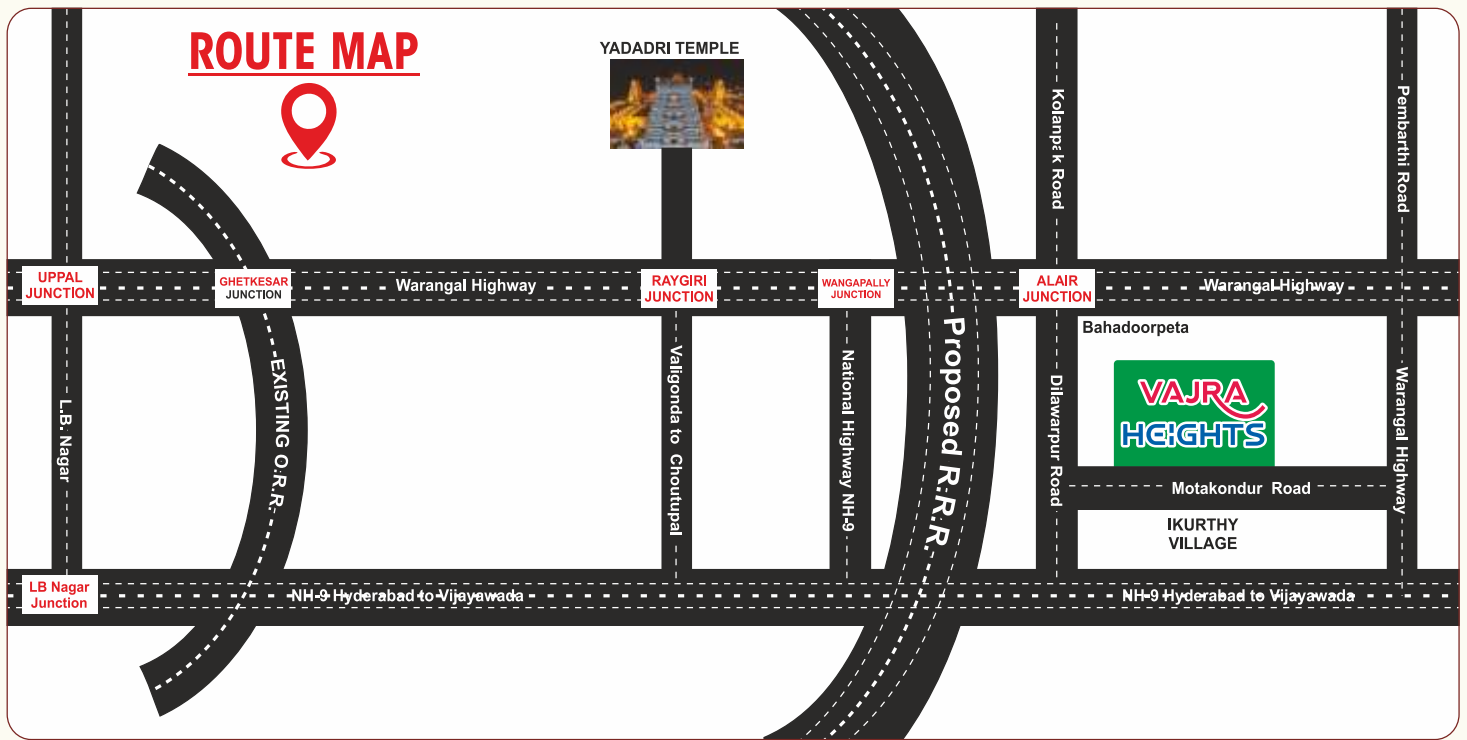 ROUTE MAP
YADADRI TEMPLE
Kolanpak Road
Pembarthi Road
UPPAL
JUNCTION
GHETKESAR
JUNCTION
Warangal Highway
RAYGIRI
JUNCTION
WANGAPALLY
JUNCTION
ALAIR
JUNCTION
Warangal Highway
Bahadoorpeta
L.B. Nagar
EXISTING O.R.R.
Valigonda to Choutupal
National Highway NH-9
Proposed R.R.R.
Dilawarpur Road
VAJRA
HEIGHTS
Warangal Highway
Motakondur Road
IKURTHY
VILLAGE
LB Nagar
Junction
NH-9 Hyderabad to Vijayawada
NH-9 Hyderabad to Vijayawada